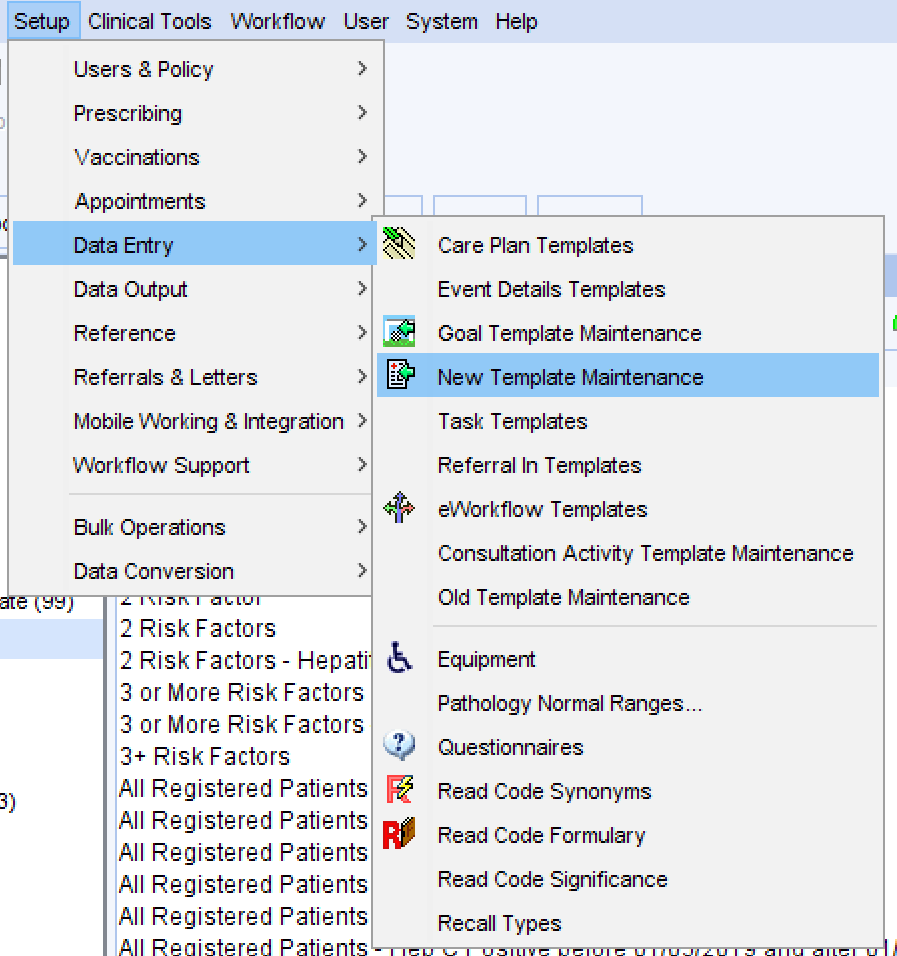 Setup Clinical Tools Workflow User System Help
Users & Policy
Prescribing
Vaccinations
Appointments
Data Entry
Data Output
Reference
Referrals & Letters
Mobile Working & Integration
Workflow Support
Bulk Operations
Data Conversion
Care Plan Templates
Event Details Templates
Goal Template Maintenance
New Template Maintenance
Task Templates
Referral In Templates
eWorkflow Templates
Consultation Activity Template Maintenance
Old Template Maintenance
Equipment
Pathology Normal Ranges...
Questionnaires
Read Code Synonyms
Read Code Formulary
Read Code Significance
Recall Types
(99)
2 Risk Factor
2 Risk Factors
2 Risk Factors - Hepati
3 or More Risk Factors
3 or More Risk Factors
3+ Risk Factors
3)
All Registered Patients
All Registered Patients
All Registered Patients
All Registered Patients
All Registered Patients
All Registered Patients - Hep C Positive before 01/05/2019 and after 01/